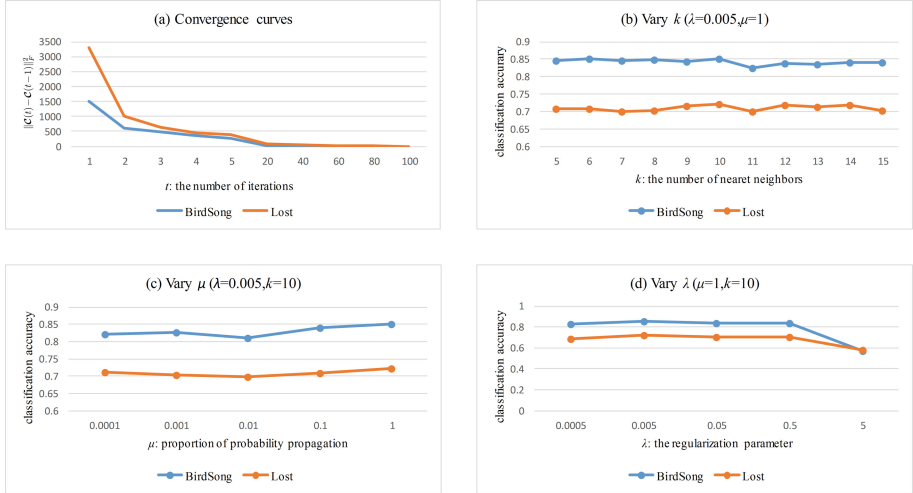 (a) Convergence curves
3500
3000
2500
2000
1500
1000
500
0
‖𝓒(t) − 𝓒(t−1)‖²_F
1 2 3 4 5 20 40 60 80 100
t: the number of iterations
BirdSong Lost
(b) Vary k (λ=0.005,μ=1)
0.9
0.85
0.8
0.75
0.7
0.65
0.6
classification accurary
5 6 7 8 9 10 11 12 13 14 15
k: the number of nearet neighbors
BirdSong Lost
(c) Vary μ (λ=0.005,k=10)
0.9
0.85
0.8
0.75
0.7
0.65
0.6
classification accuracy
0.0001 0.001 0.01 0.1 1
μ: proportion of probability propagation
BirdSong Lost
(d) Vary λ (μ=1,k=10)
1
0.8
0.6
0.4
0.2
0
classification accuracy
0.0005 0.005 0.05 0.5 5
λ: the regularization parameter
BirdSong Lost